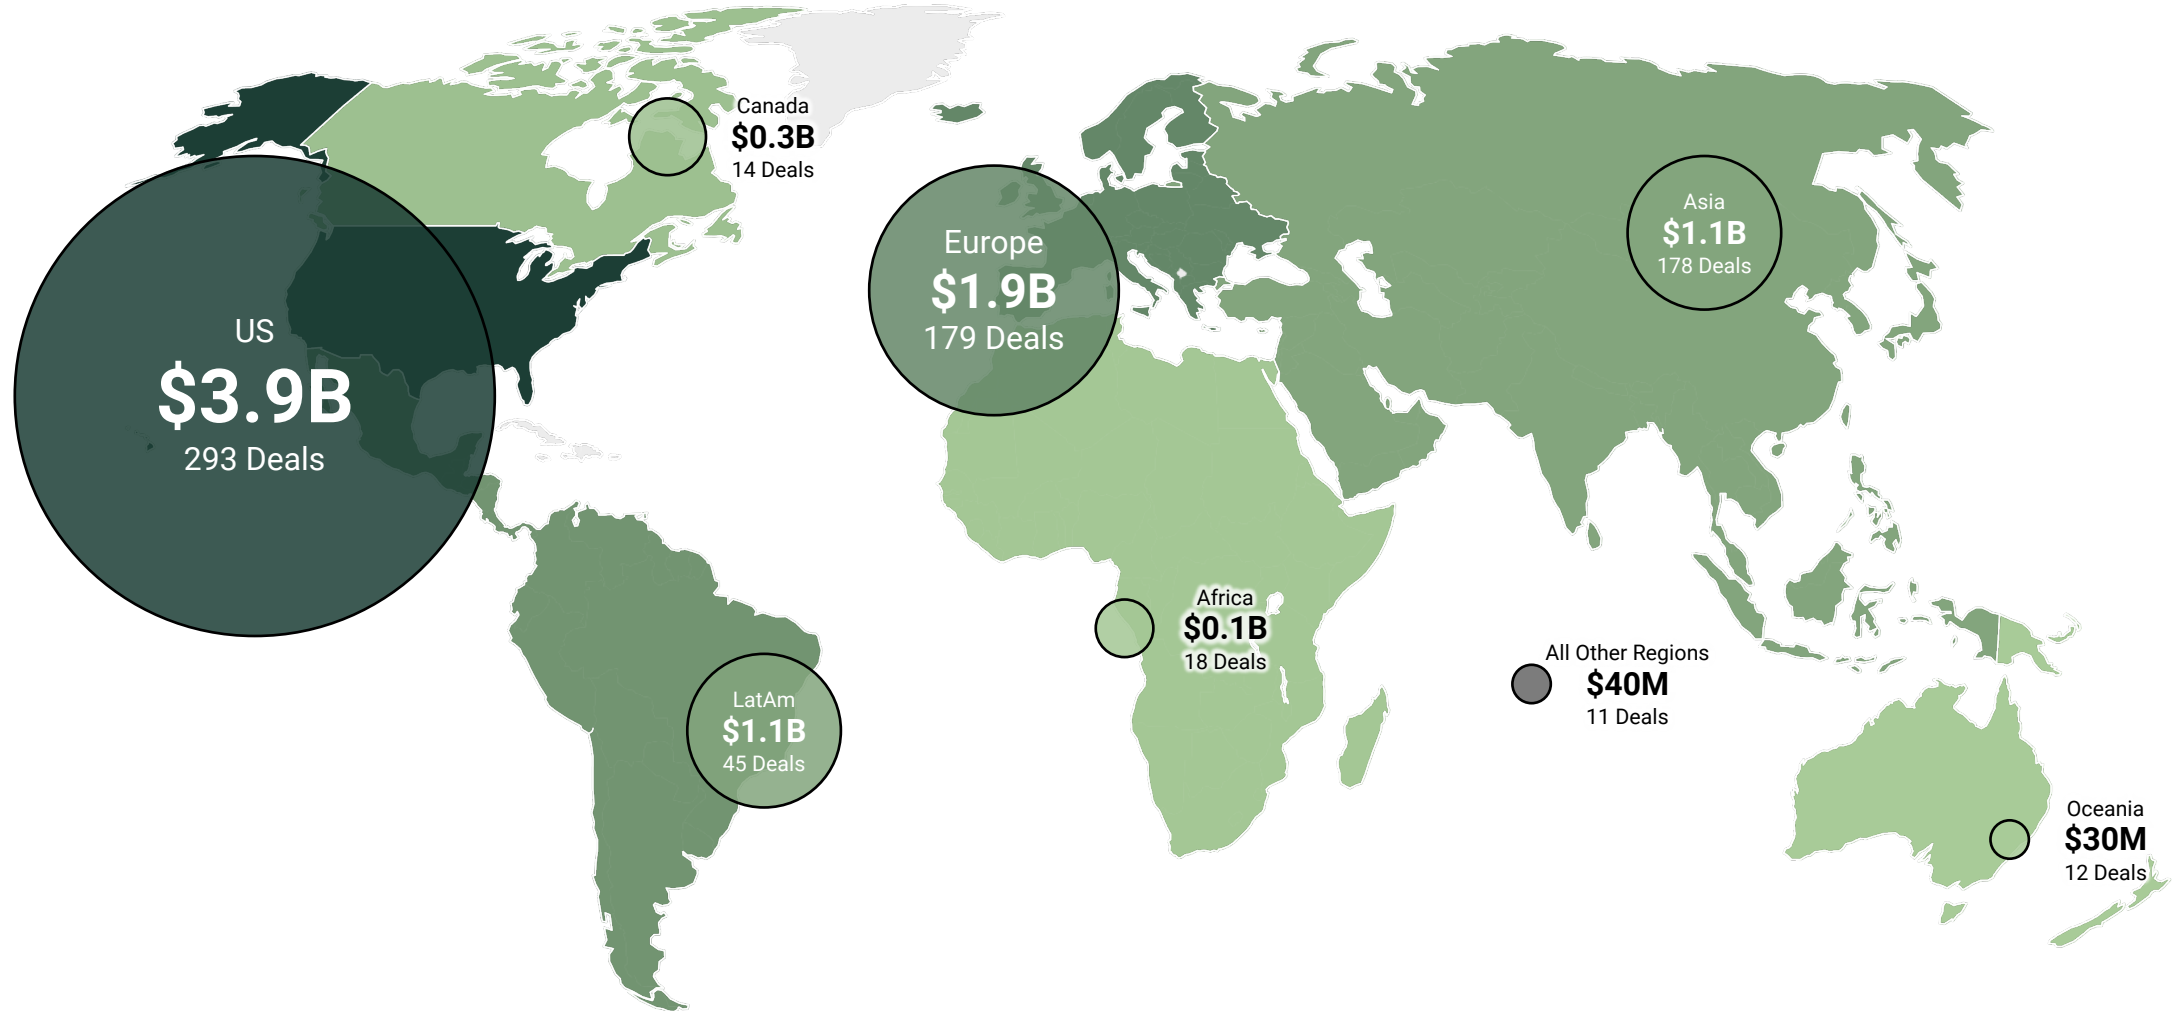 Canada
$0.3B
14 Deals
US
$3.9B
293 Deals
Europe
$1.9B
179 Deals
Asia
$1.1B
178 Deals
LatAm
$1.1B
45 Deals
Africa
$0.1B
18 Deals
All Other Regions
$40M
11 Deals
Oceania
$30M
12 Deals